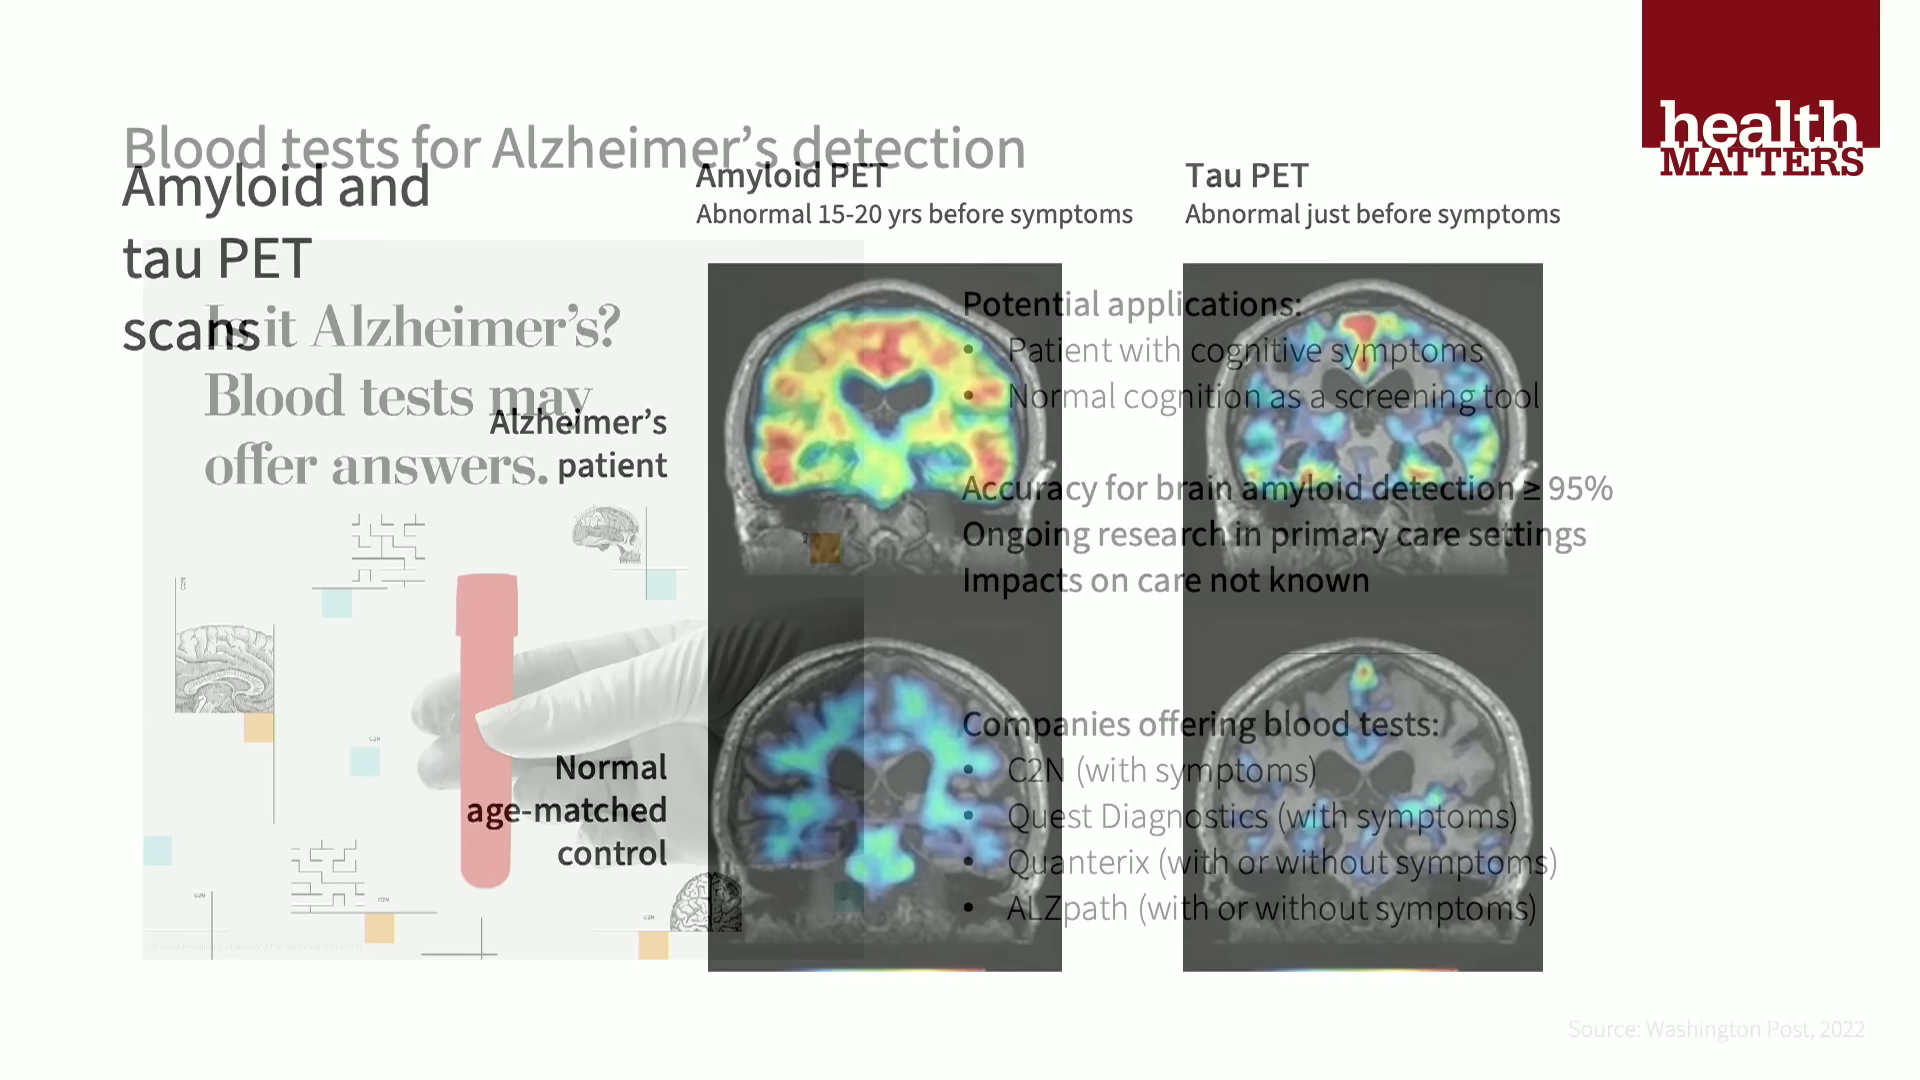 health
MATTERS
Blood tests for Alzheimer’s detection
Amyloid and
tau PET
scans
Amyloid PET
Abnormal 15-20 yrs before symptoms
Tau PET
Abnormal just before symptoms
Is it Alzheimer’s?
Blood tests may
offer answers.
Alzheimer’s
patient
Normal
age-matched
control
Potential applications:
• Patient with cognitive symptoms
• Normal cognition as a screening tool
Accuracy for brain amyloid detection ≥ 95%
Ongoing research in primary care settings
Impacts on care not known
Companies offering blood tests:
• C2N (with symptoms)
• Quest Diagnostics (with symptoms)
• Quanterix (with or without symptoms)
• ALZpath (with or without symptoms)
Source: Washington Post, 2022